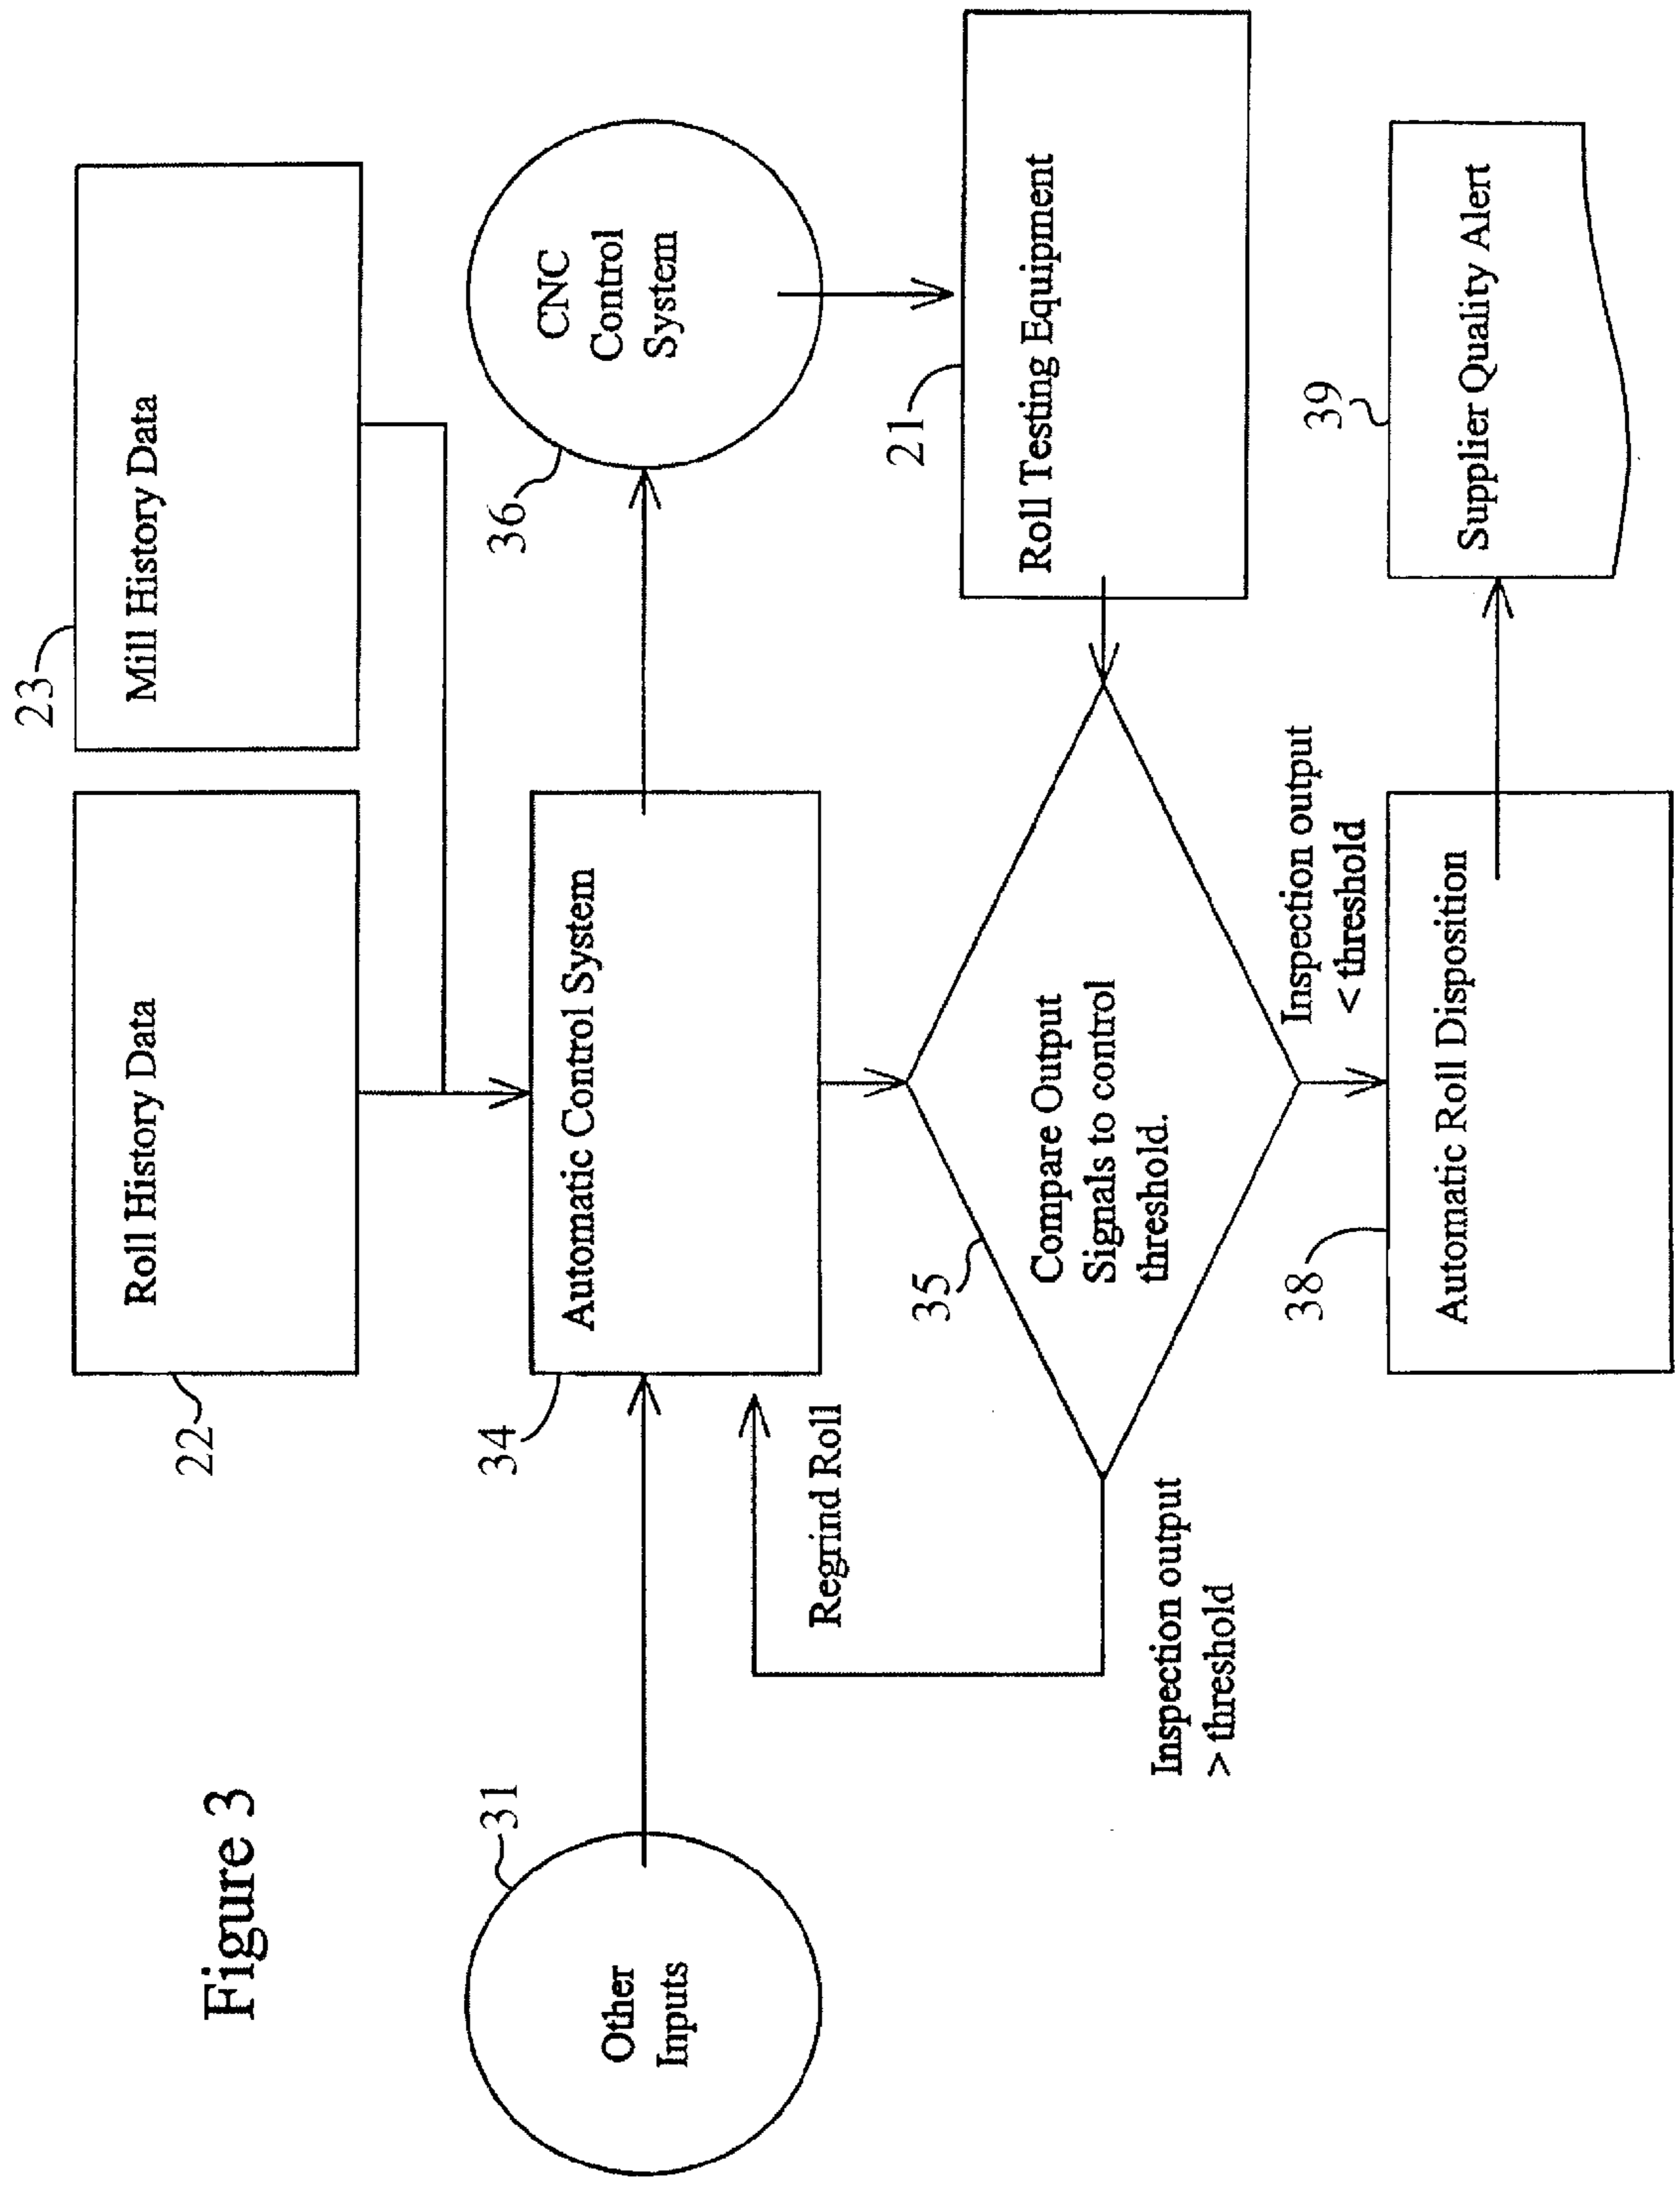 Figure 3
22
Roll History Data
23
Mill History Data
31
Other
Inputs
34
Automatic Control System
36
CNC
Control
System
Regrind Roll
35
Compare Output
Signals to control
threshold.
21
Roll Testing Equipment
Inspection output
> threshold
Inspection output
< threshold
38
Automatic Roll Disposition
39
Supplier Quality Alert